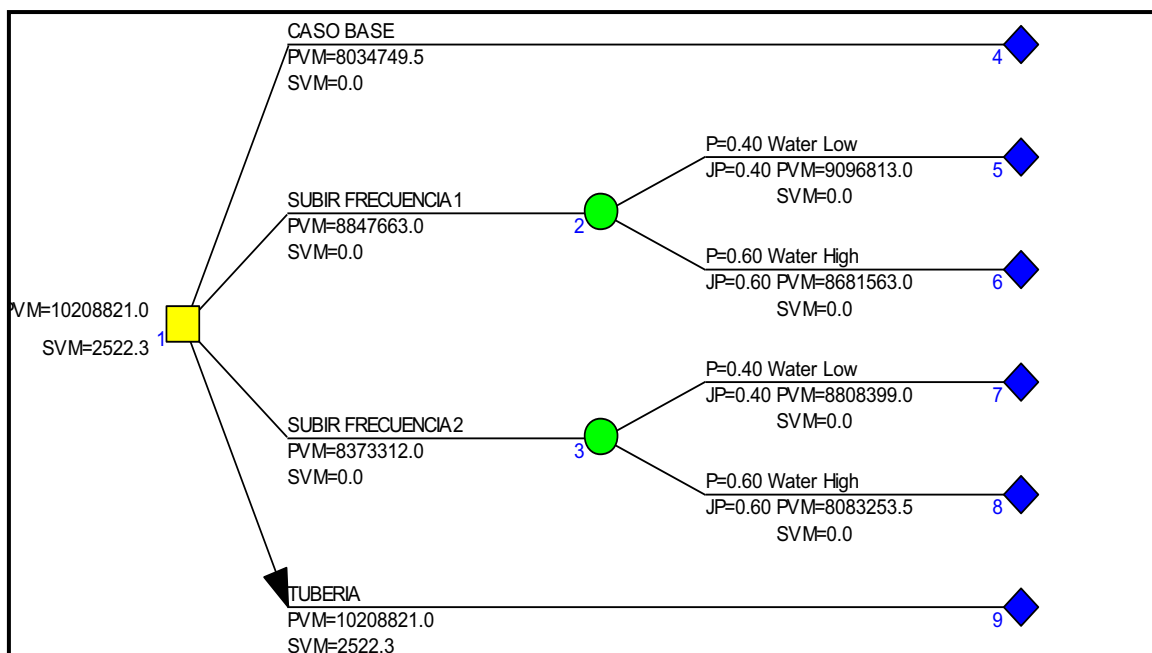 CASO BASE
PVM=8034749.5
4
SVM=0.0
P=0.40 Water Low
JP=0.40 PVM=9096813.0
5
SVM=0.0
SUBIR FRECUENCIA1
PVM=8847663.0
2
SVM=0.0
P=0.60 Water High
JP=0.60 PVM=8681563.0
6
SVM=0.0
PVM=10208821.0
1
SVM=2522.3
P=0.40 Water Low
JP=0.40 PVM=8808399.0
7
SVM=0.0
SUBIR FRECUENCIA2
PVM=8373312.0
3
SVM=0.0
P=0.60 Water High
JP=0.60 PVM=8083253.5
8
SVM=0.0
TUBERIA
PVM=10208821.0
9
SVM=2522.3